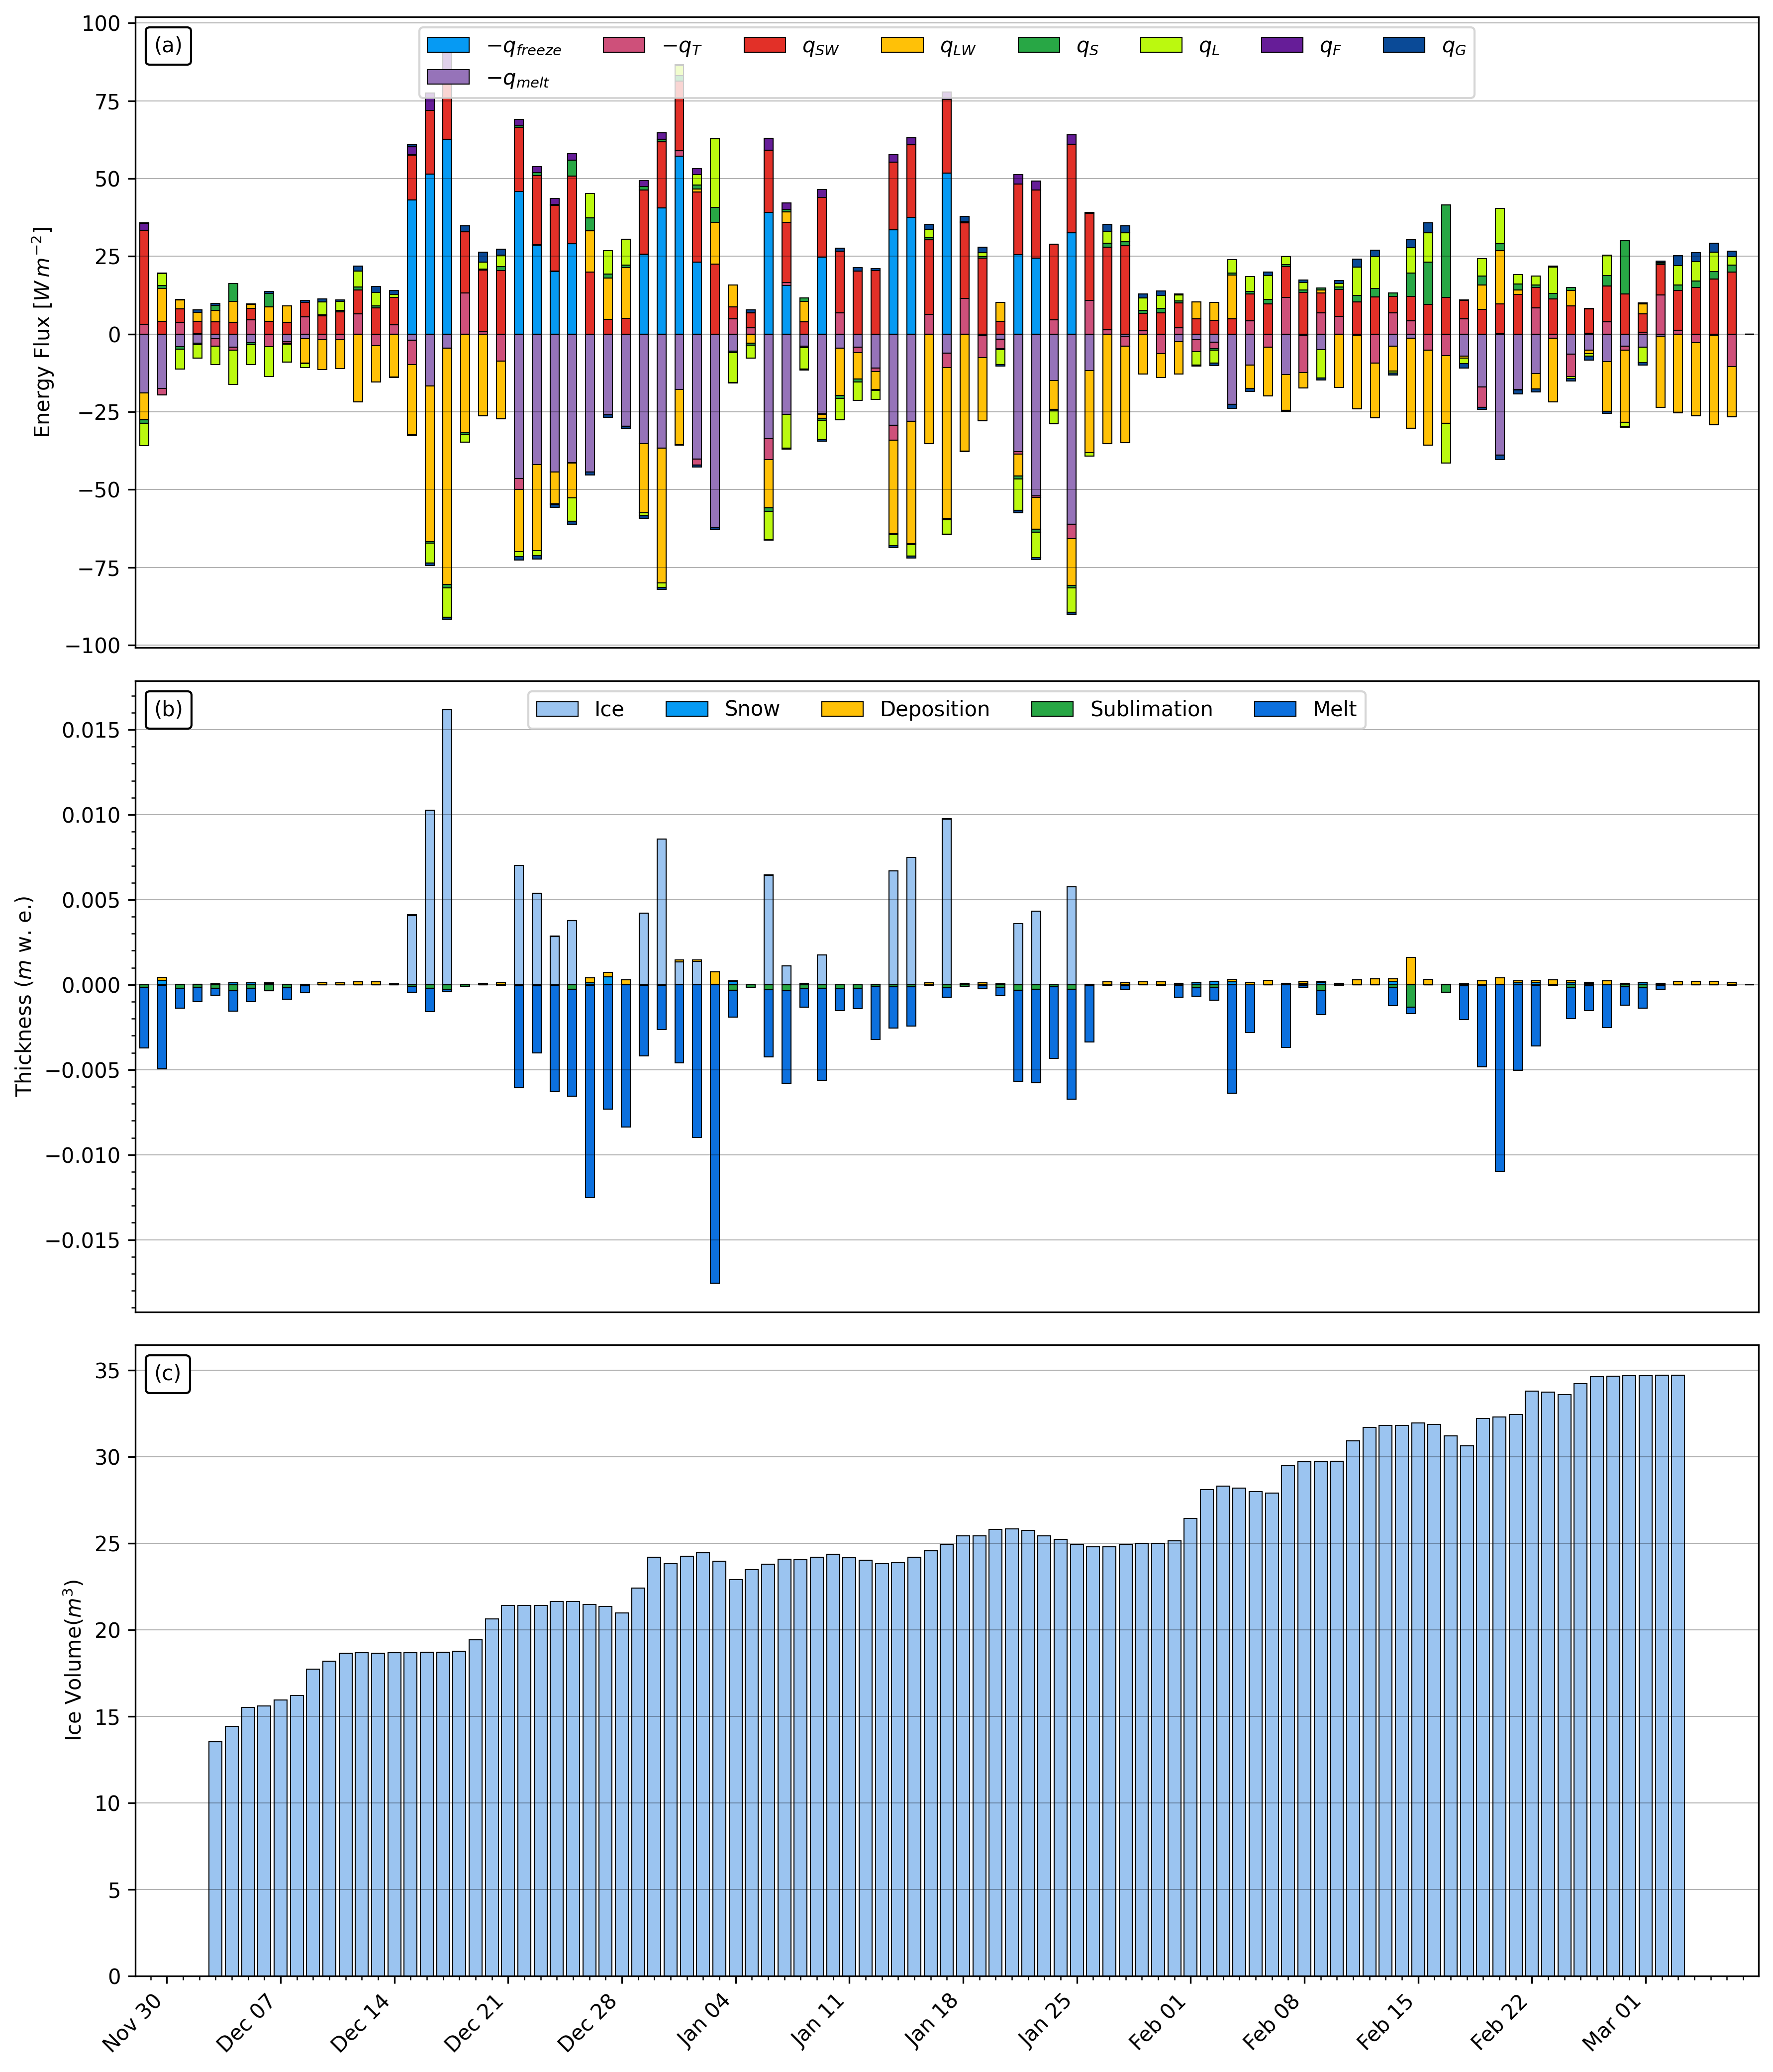 (a)
−q_freeze −q_T q_SW q_LW q_S q_L q_F q_G
−q_melt
Energy Flux [W m⁻²]
100
75
50
25
0
−25
−50
−75
−100
(b)
Ice Snow Deposition Sublimation Melt
Thickness (m w. e.)
0.015
0.010
0.005
0.000
−0.005
−0.010
−0.015
(c)
Ice Volume(m³)
35
30
25
20
15
10
5
0
Nov 30 Dec 07 Dec 14 Dec 21 Dec 28 Jan 04 Jan 11 Jan 18 Jan 25 Feb 01 Feb 08 Feb 15 Feb 22 Mar 01